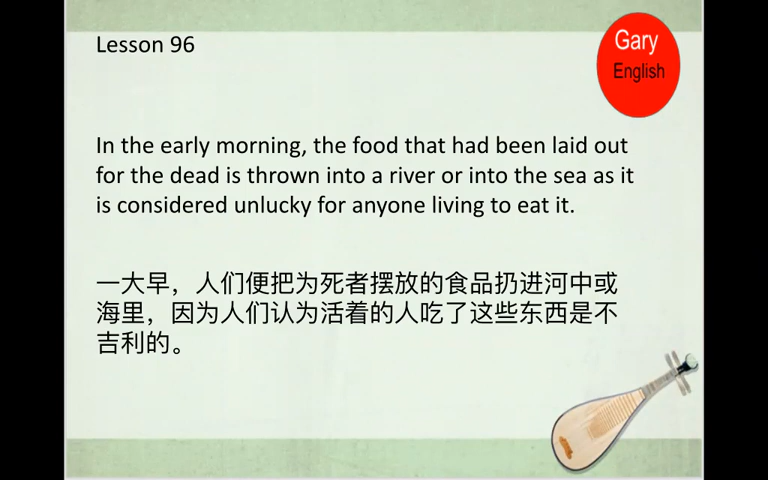 Lesson 96
Gary
English
In the early morning, the food that had been laid out
for the dead is thrown into a river or into the sea as it
is considered unlucky for anyone living to eat it.
一大早，人们便把为死者摆放的食品扔进河中或
海里，因为人们认为活着的人吃了这些东西是不
吉利的。